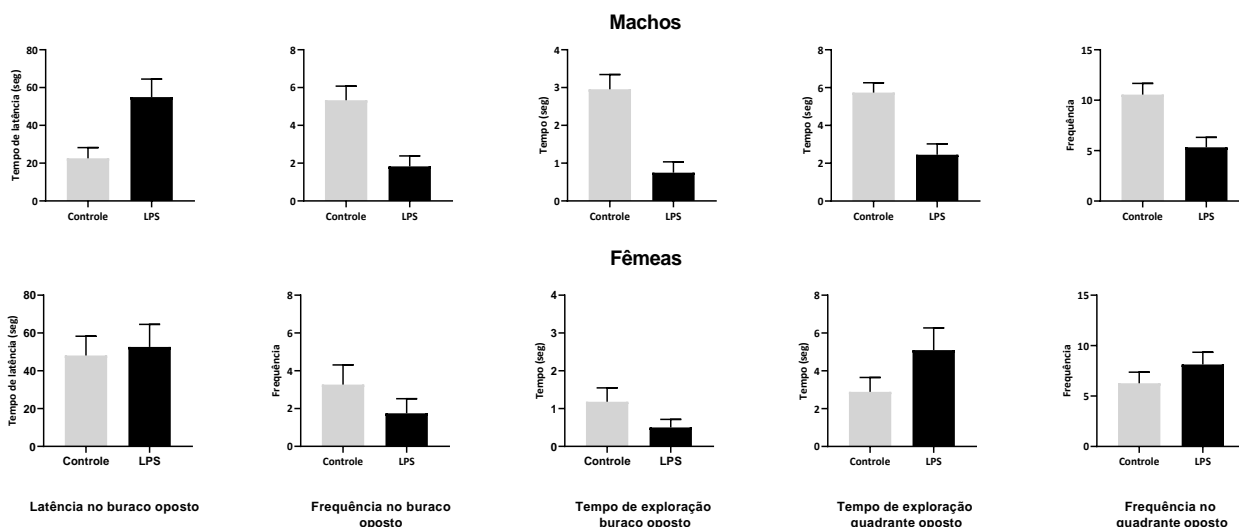 Machos
80
60
40
20
0
Tempo de latência (seg)
Controle
LPS
8
6
4
2
0
Controle
LPS
4
3
2
1
0
Tempo (seg)
Controle
LPS
8
6
4
2
0
Tempo (seg)
Controle
LPS
15
10
5
0
Frequência
Controle
LPS
Fêmeas
80
60
40
20
0
Tempo de latência (seg)
Controle
LPS
8
6
4
2
0
Frequência
Controle
LPS
4
3
2
1
0
Tempo (seg)
Controle
LPS
8
6
4
2
0
Tempo (seg)
Controle
LPS
15
10
5
0
Frequência
Controle
LPS
Latência no buraco oposto
Frequência no buraco
oposto
Tempo de exploração
buraco oposto
Tempo de exploração
quadrante oposto
Frequência no
quadrante oposto